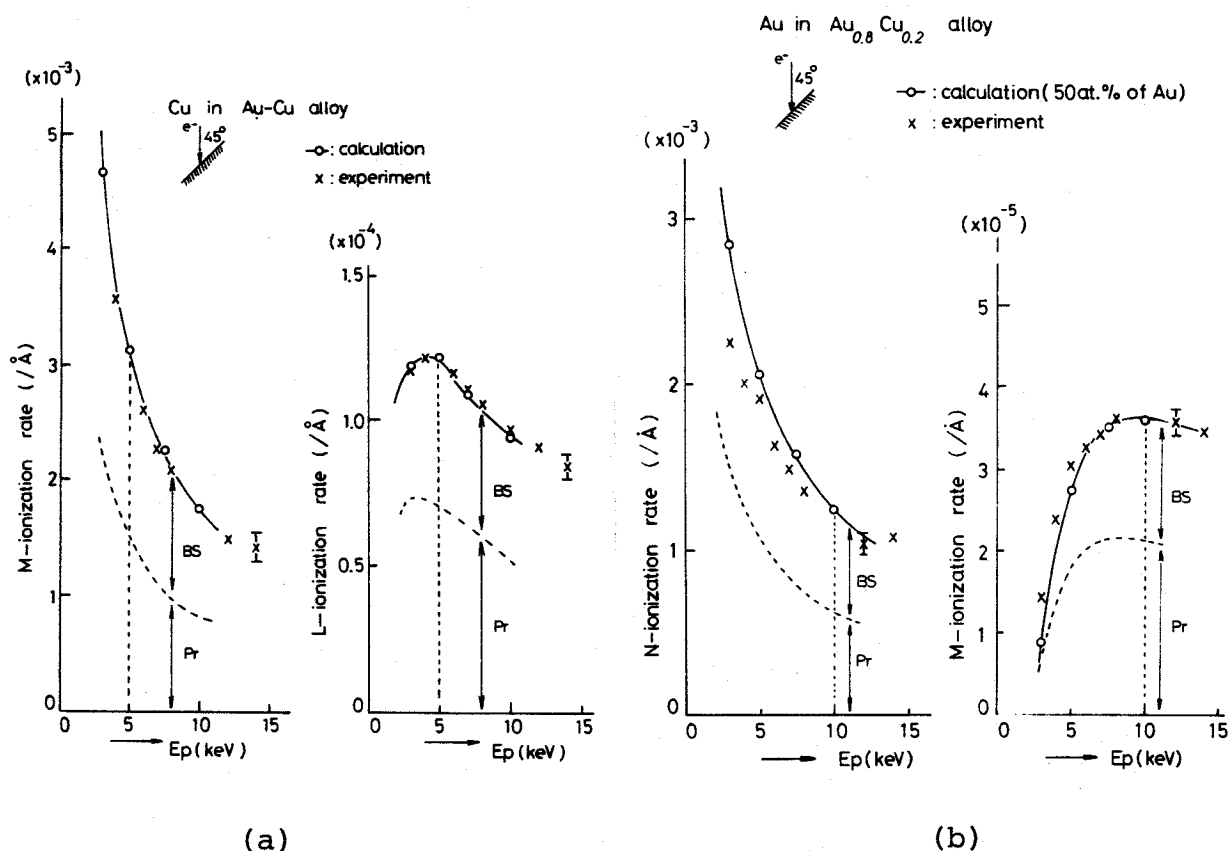 (x10⁻³)
Cu in Au-Cu alloy
e⁻
45°
-o- : calculation
x : experiment
M-ionization rate (/Å)
5
4
3
2
1
0
BS
Pr
0 5 10 15
Ep(keV)
(x10⁻⁴)
L-ionization rate (/Å)
1.5
1.0
0.5
0
BS
Pr
0 5 10 15
Ep(keV)
(a)
Au in Au0.8 Cu0.2 alloy
e⁻
45°
-o- : calculation (50at.% of Au)
x : experiment
(x10⁻³)
N-ionization rate (/Å)
3
2
1
0
BS
Pr
0 5 10 15
Ep(keV)
(x10⁻⁵)
M-ionization rate (/Å)
5
4
3
2
1
0
BS
Pr
0 5 10 15
Ep(keV)
(b)